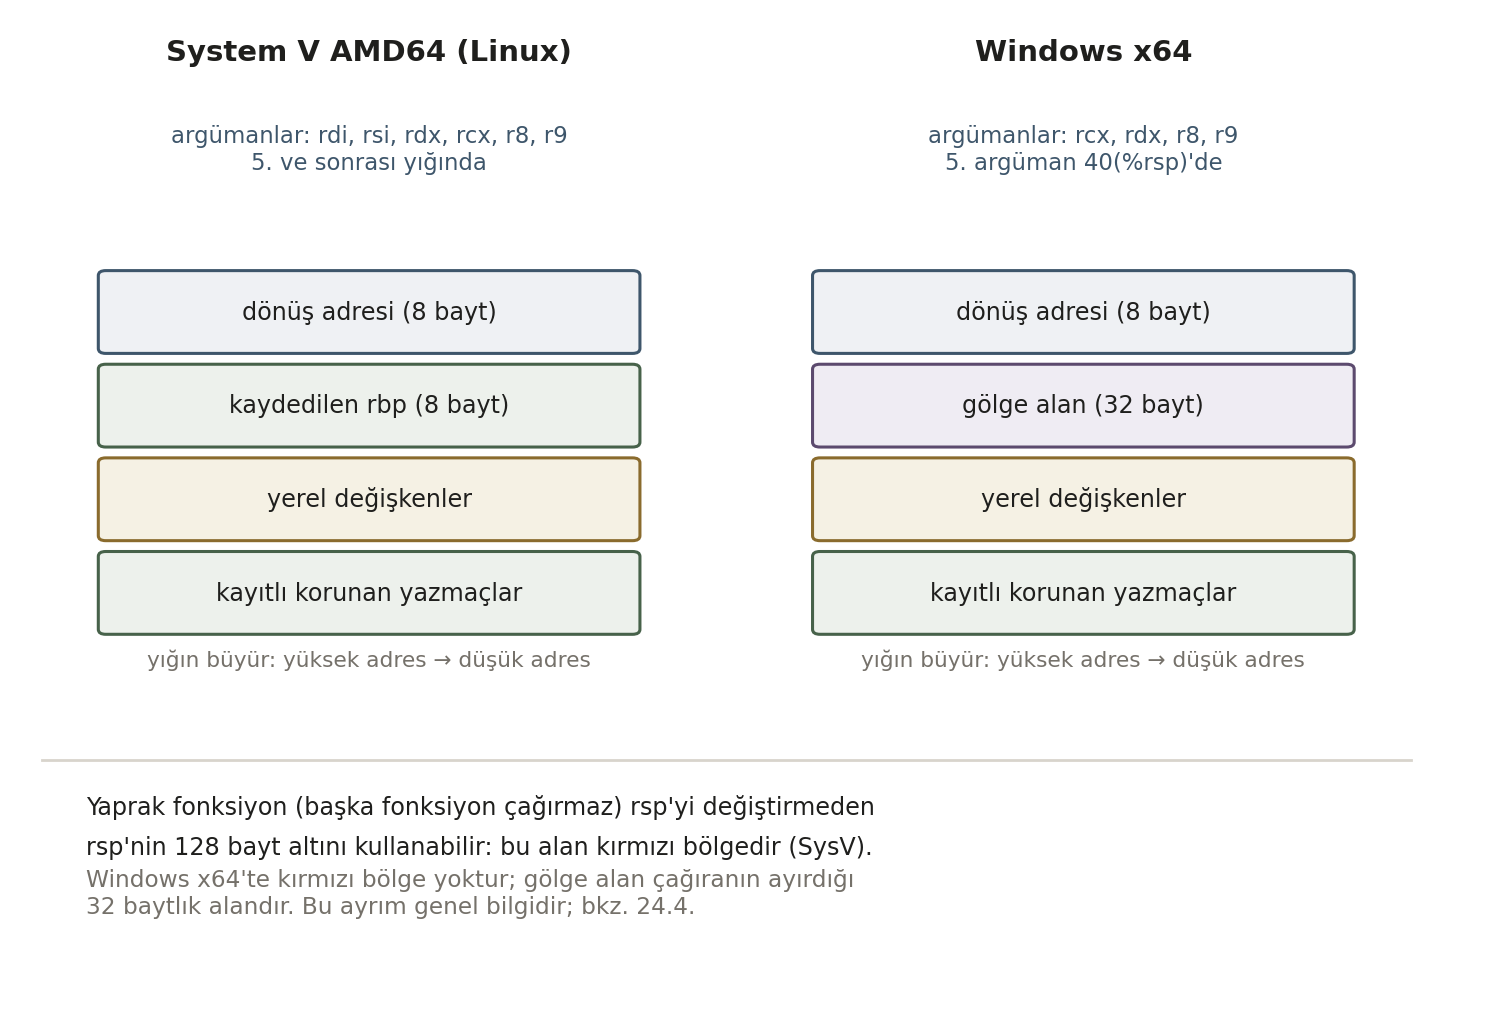 System V AMD64 (Linux)
argümanlar: rdi, rsi, rdx, rcx, r8, r9
5. ve sonrası yığında
dönüş adresi (8 bayt)
kaydedilen rbp (8 bayt)
yerel değişkenler
kayıtlı korunan yazmaçlar
yığın büyür: yüksek adres → düşük adres
Windows x64
argümanlar: rcx, rdx, r8, r9
5. argüman 40(%rsp)'de
dönüş adresi (8 bayt)
gölge alan (32 bayt)
yerel değişkenler
kayıtlı korunan yazmaçlar
yığın büyür: yüksek adres → düşük adres
Yaprak fonksiyon (başka fonksiyon çağırmaz) rsp'yi değiştirmeden
rsp'nin 128 bayt altını kullanabilir: bu alan kırmızı bölgedir (SysV).
Windows x64'te kırmızı bölge yoktur; gölge alan çağıranın ayırdığı
32 baytlık alandır. Bu ayrım genel bilgidir; bkz. 24.4.